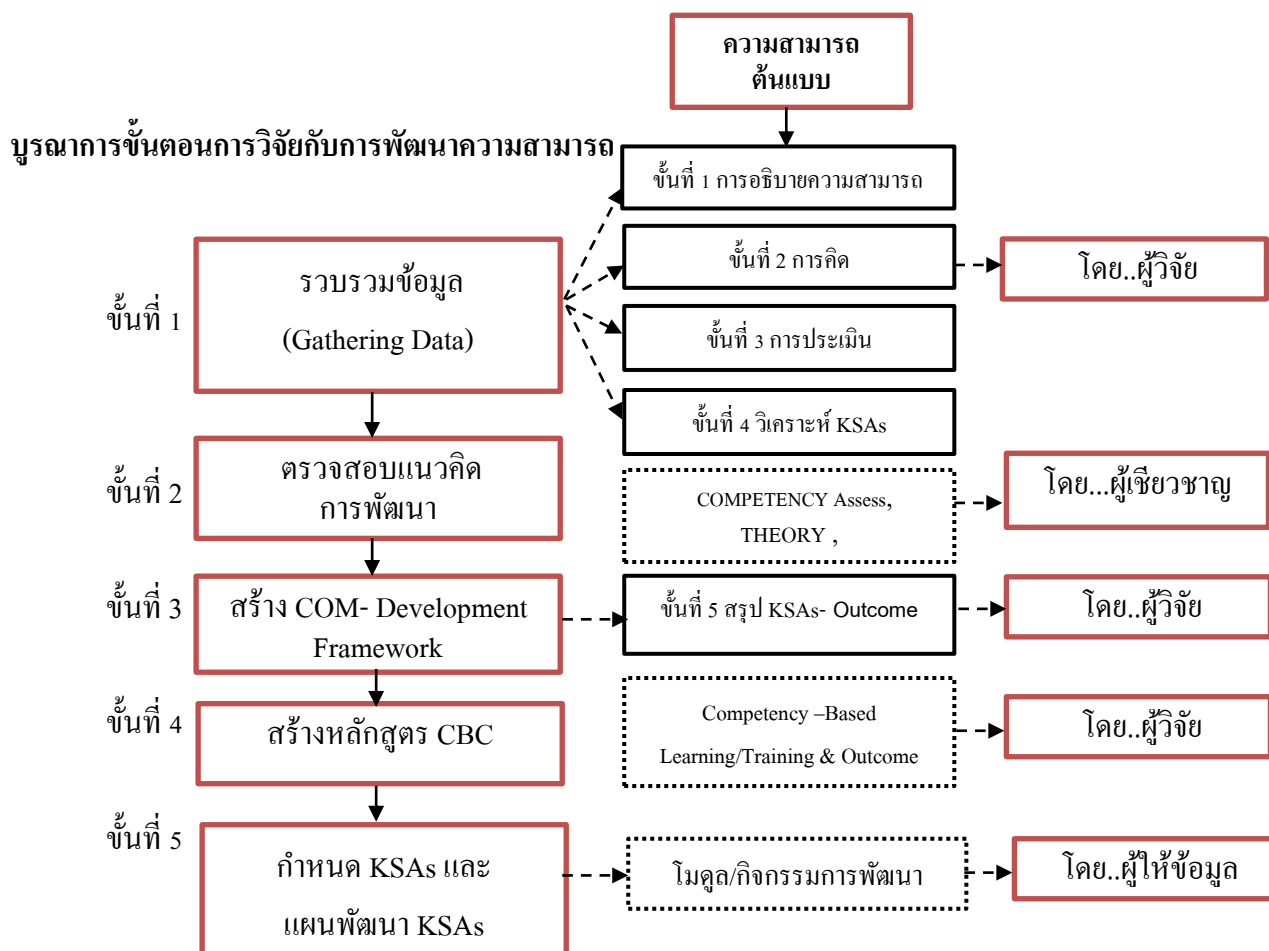 ความสามารถ
ต้นแบบ
บูรณาการขั้นตอนการวิจัยกับการพัฒนาความสามารถ
ขั้นที่ 1 การอธิบายความสามารถ
ขั้นที่ 1
รวบรวมข้อมูล
(Gathering Data)
ขั้นที่ 2 การคิด
โดย..ผู้วิจัย
ขั้นที่ 3 การประเมิน
ขั้นที่ 4 วิเคราะห์ KSAs
ขั้นที่ 2
ตรวจสอบแนวคิด
การพัฒนา
COMPETENCY Assess,
THEORY ,
โดย...ผู้เชียวชาญ
ขั้นที่ 3
สร้าง COM- Development
Framework
ขั้นที่ 5 สรุป KSAs- Outcome
โดย..ผู้วิจัย
ขั้นที่ 4
สร้างหลักสูตร CBC
Competency –Based
Learning/Training & Outcome
โดย..ผู้วิจัย
ขั้นที่ 5
กำหนด KSAs และ
แผนพัฒนา KSAs
โมดูล/กิจกรรมการพัฒนา
โดย..ผู้ให้ข้อมูล